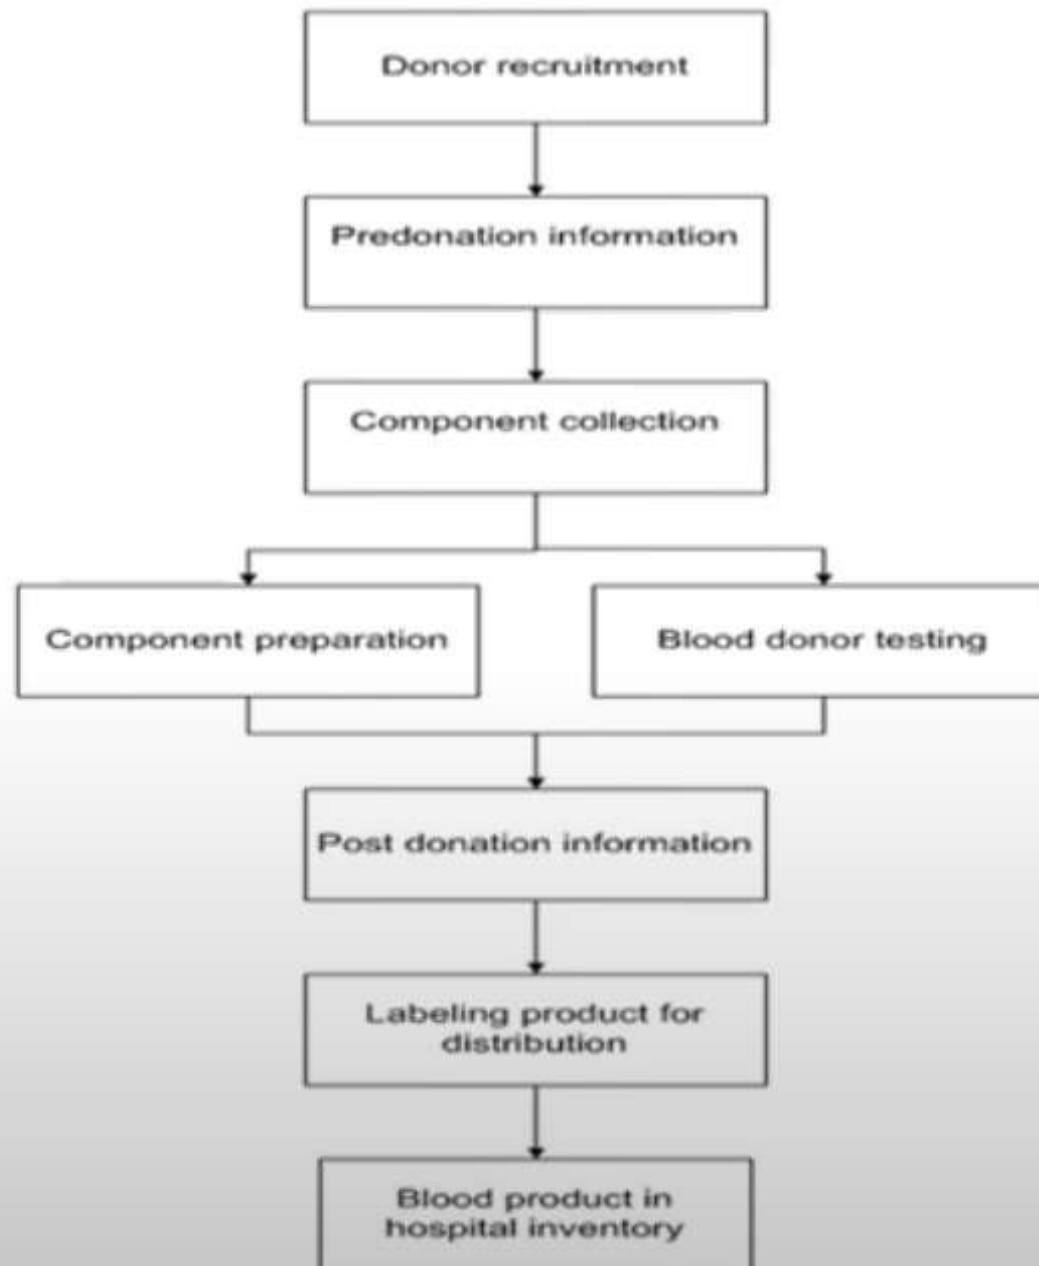 Donor recruitment
Predonation information
Component collection
Component preparation
Blood donor testing
Post donation information
Labeling product for
distribution
Blood product in
hospital inventory